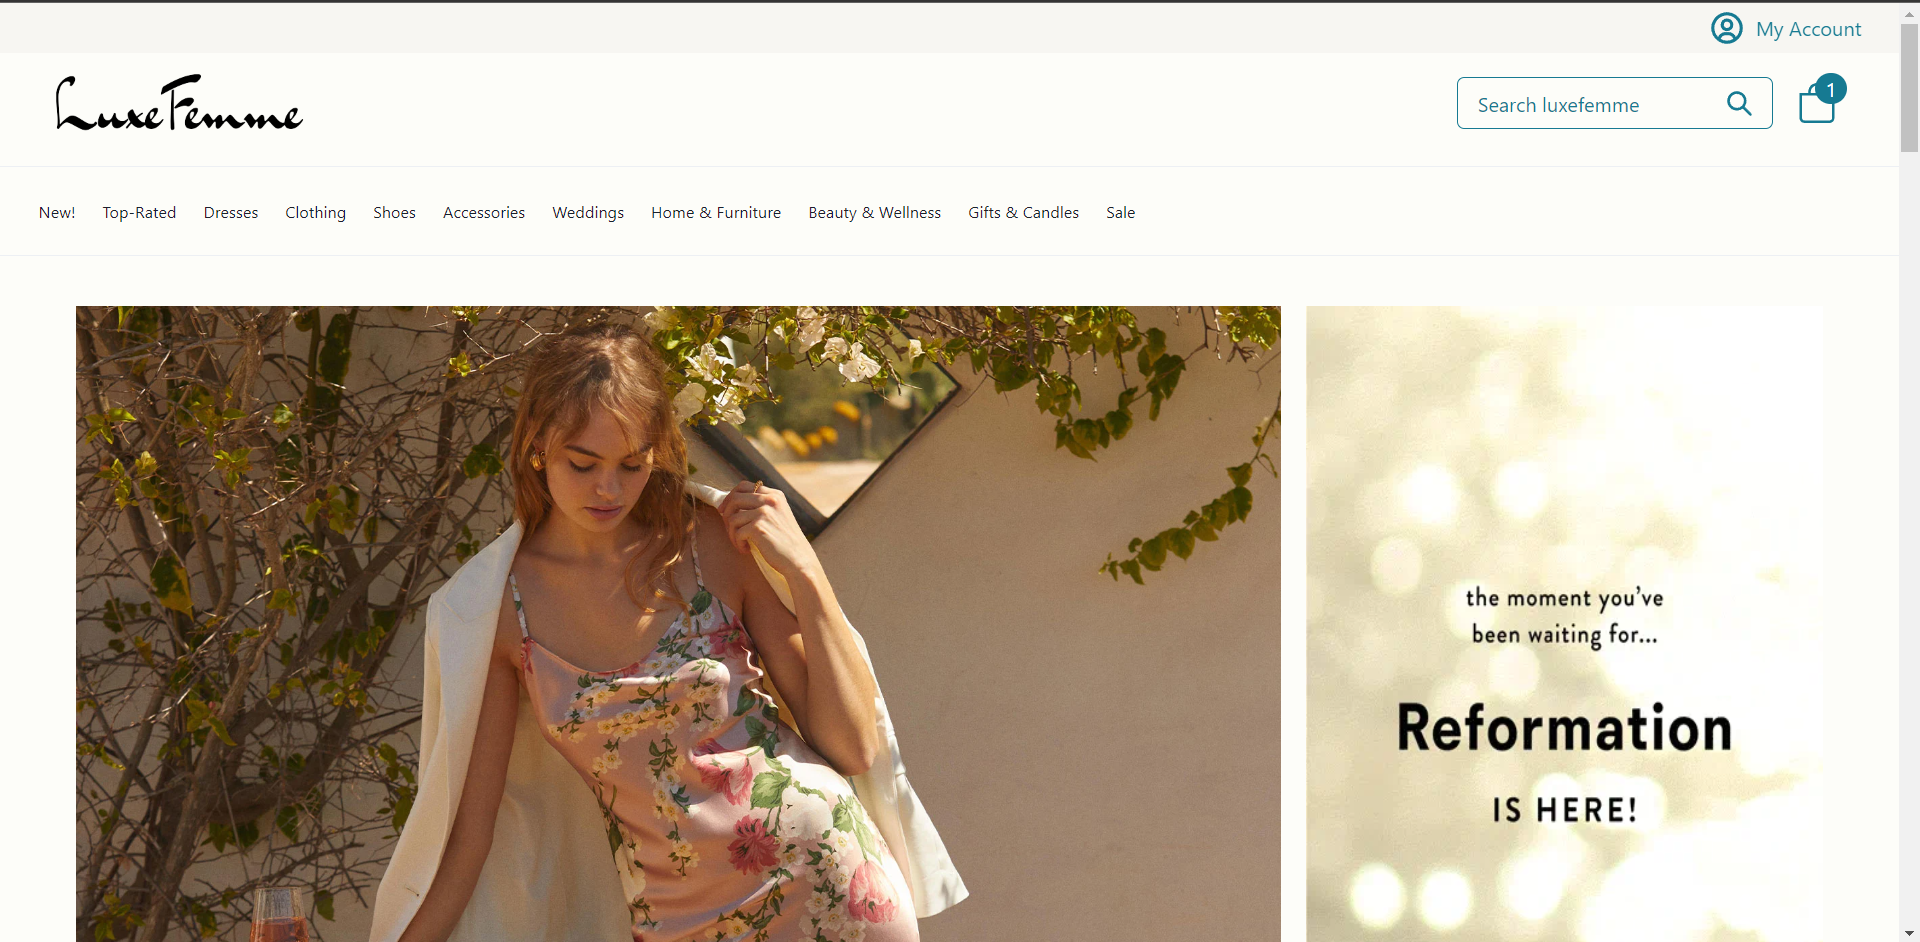 My Account
LuxeFemme
Search luxefemme
1
New! Top-Rated Dresses Clothing Shoes Accessories Weddings Home & Furniture Beauty & Wellness Gifts & Candles Sale
the moment you've
been waiting for...
Reformation
IS HERE!